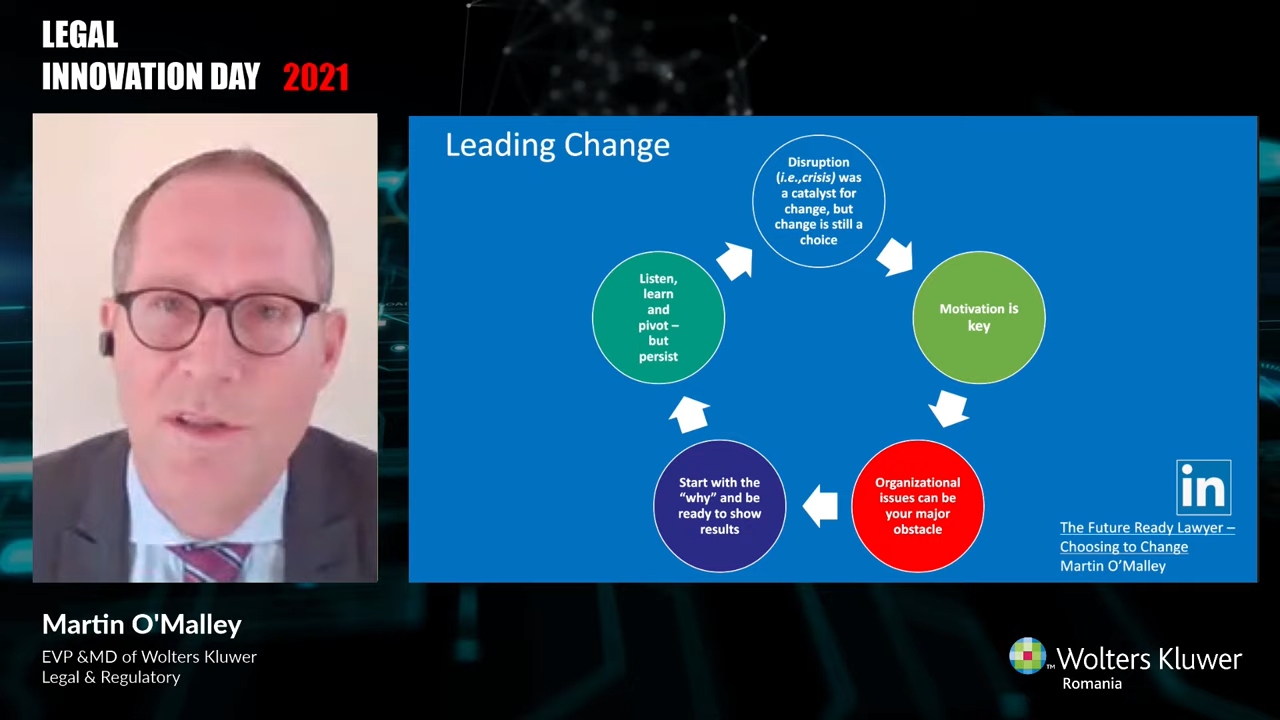 LEGAL
INNOVATION DAY 2021
Leading Change
Disruption
(i.e.,crisis) was
a catalyst for
change, but
change is still a
choice
Motivation is
key
Organizational
issues can be
your major
obstacle
Start with the
“why” and be
ready to show
results
Listen,
learn
and
pivot –
but
persist
in
The Future Ready Lawyer –
Choosing to Change
Martin O’Malley
Martin O'Malley
EVP &MD of Wolters Kluwer
Legal & Regulatory
TM Wolters Kluwer
Romania